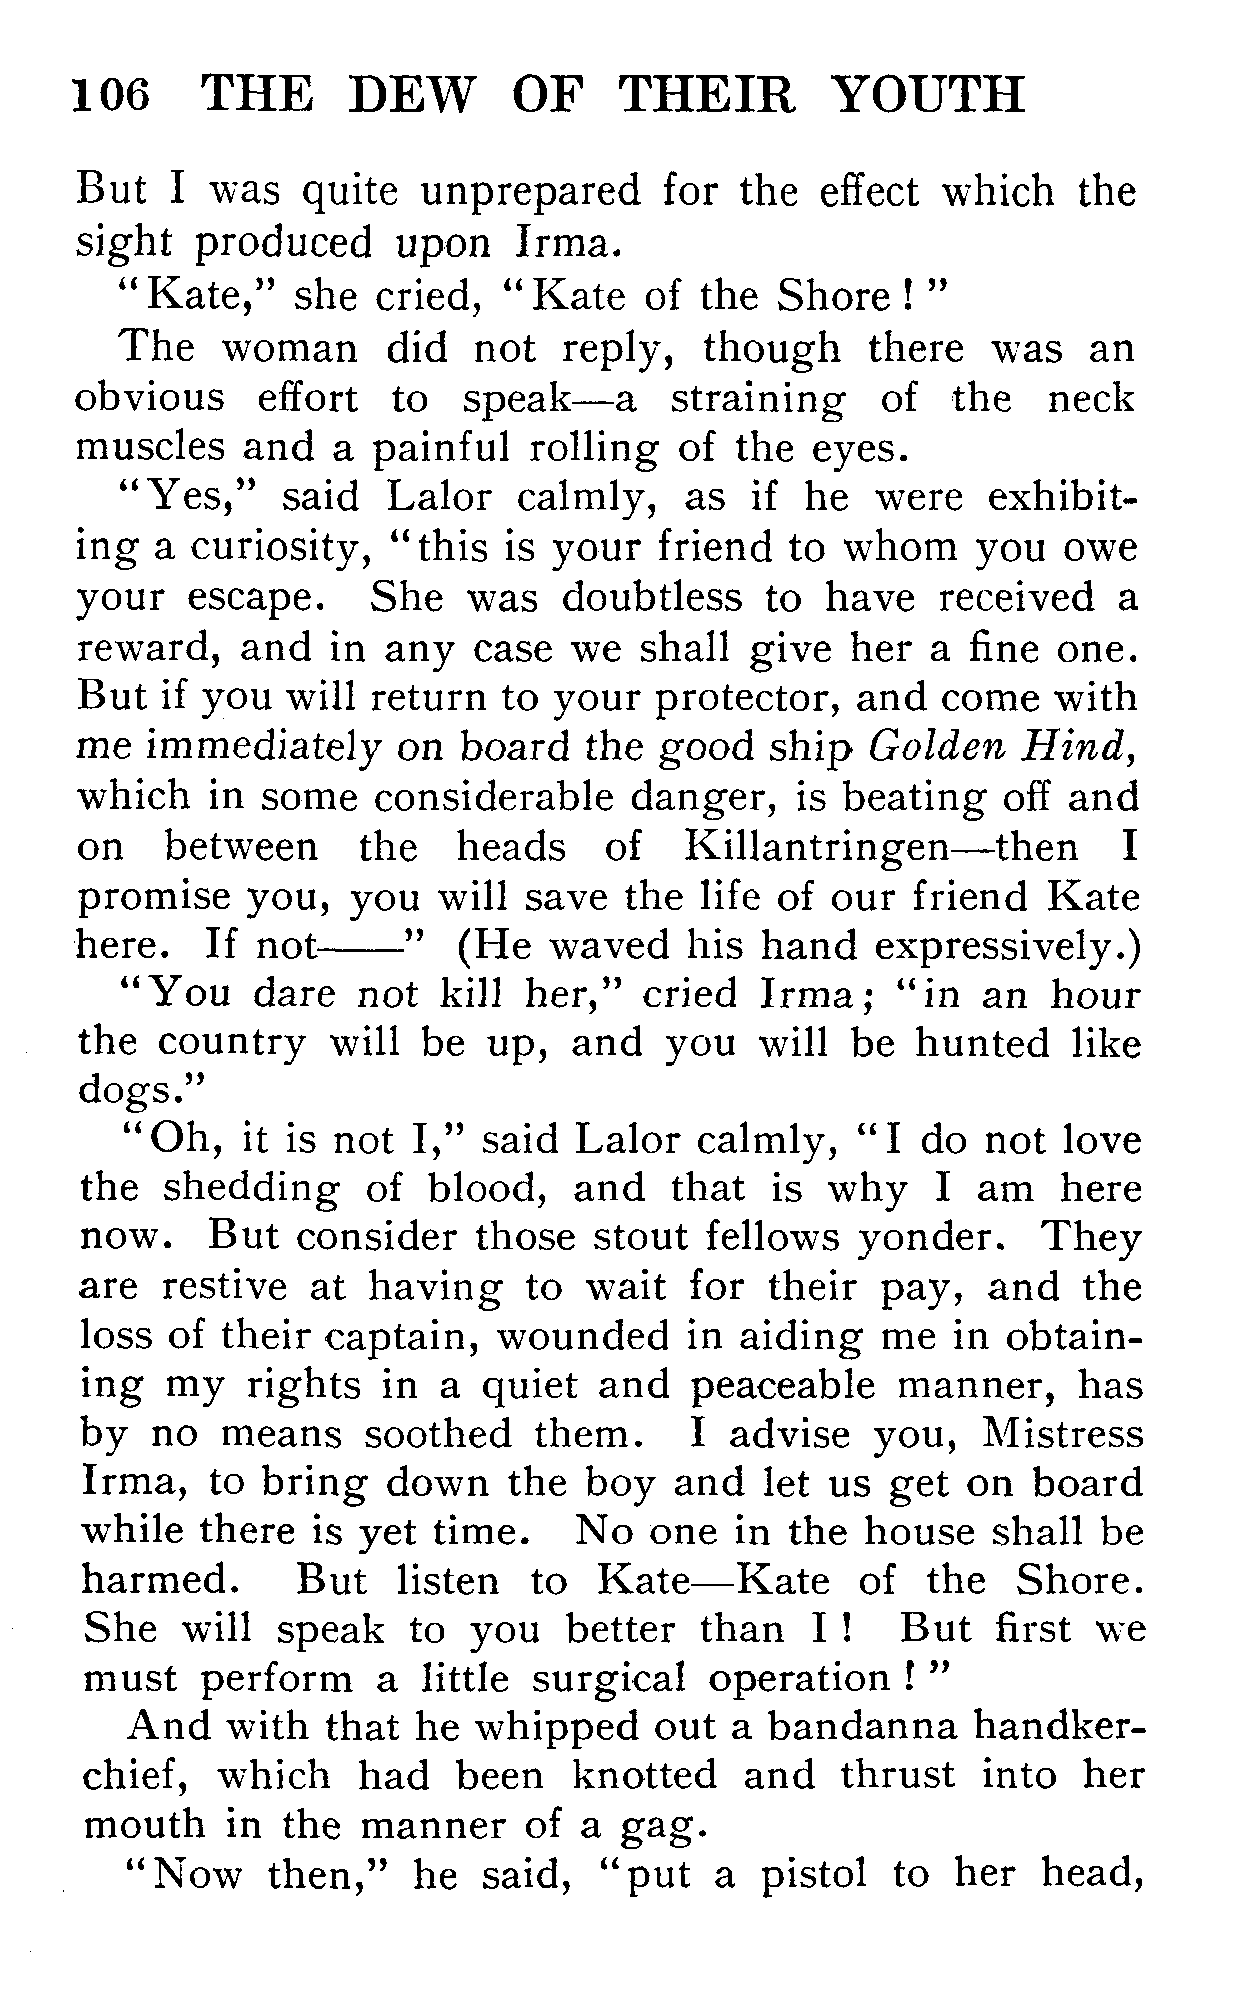 106 THE DEW OF THEIR YOUTH
But I was quite unprepared for the effect which the
sight produced upon Irma.
“Kate,” she cried, “Kate of the Shore!”
The woman did not reply, though there was an
obvious effort to speak—a straining of the neck
muscles and a painful rolling of the eyes.
“Yes,” said Lalor calmly, as if he were exhibit-
ing a curiosity, “this is your friend to whom you owe
your escape. She was doubtless to have received a
reward, and in any case we shall give her a fine one.
But if you will return to your protector, and come with
me immediately on board the good ship Golden Hind,
which in some considerable danger, is beating off and
on between the heads of Killantringen—then I
promise you, you will save the life of our friend Kate
here. If not——” (He waved his hand expressively.)
“You dare not kill her,” cried Irma; “in an hour
the country will be up, and you will be hunted like
dogs.”
“Oh, it is not I,” said Lalor calmly, “I do not love
the shedding of blood, and that is why I am here
now. But consider those stout fellows yonder. They
are restive at having to wait for their pay, and the
loss of their captain, wounded in aiding me in obtain-
ing my rights in a quiet and peaceable manner, has
by no means soothed them. I advise you, Mistress
Irma, to bring down the boy and let us get on board
while there is yet time. No one in the house shall be
harmed. But listen to Kate—Kate of the Shore.
She will speak to you better than I! But first we
must perform a little surgical operation!”
And with that he whipped out a bandanna handker-
chief, which had been knotted and thrust into her
mouth in the manner of a gag.
“Now then,” he said, “put a pistol to her head,